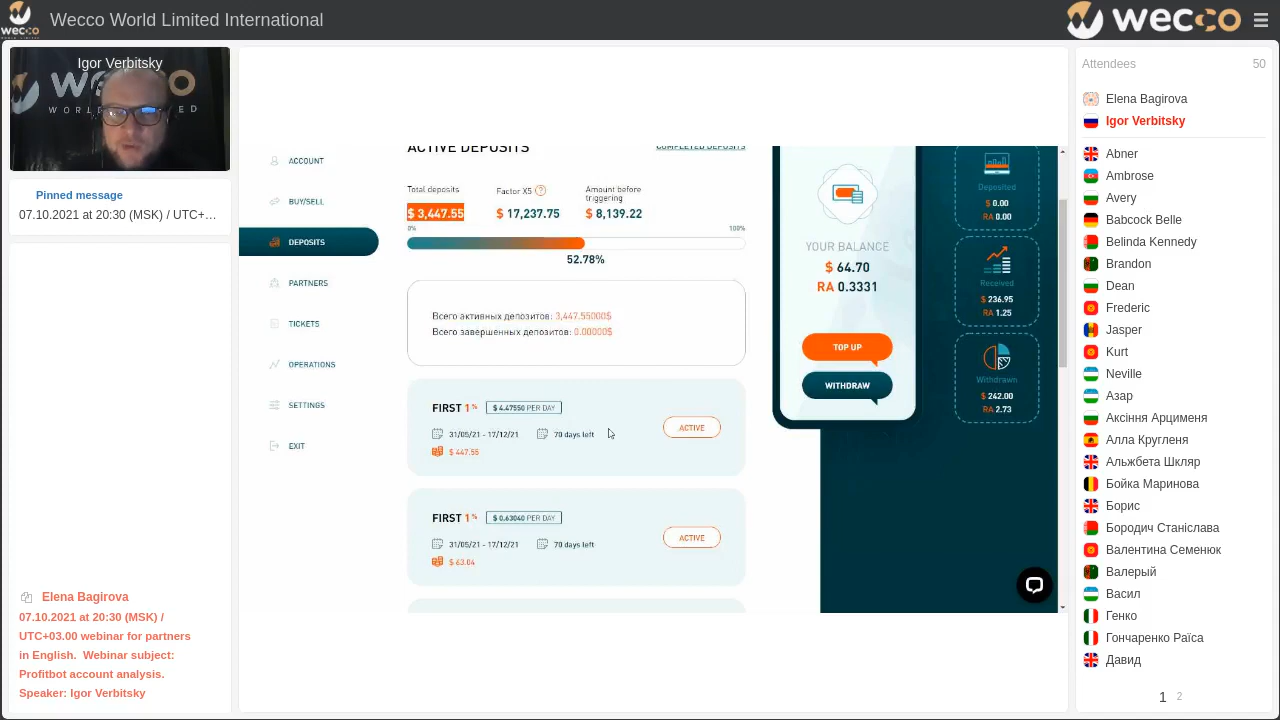 wecco
Wecco World Limited International
wecco
Igor Verbitsky
Pinned message
07.10.2021 at 20:30 (MSK) / UTC+…
Elena Bagirova
07.10.2021 at 20:30 (MSK) /
UTC+03.00 webinar for partners
in English.  Webinar subject:
Profitbot account analysis.
Speaker: Igor Verbitsky
ACCOUNT
BUY/SELL
DEPOSITS
PARTNERS
TICKETS
OPERATIONS
SETTINGS
EXIT
ACTIVE DEPOSITS
COMPLETED DEPOSITS
Total deposits
$ 3,447.55
Factor X5 ?
$ 17,237.75
Amount before
triggering
$ 8,139.22
0%
100%
52.78%
Всего активных депозитов: 3,447.55000$
Всего завершенных депозитов: 0.00000$
FIRST 1%
$ 4.47550 PER DAY
31/05/21 - 17/12/21
70 days left
$ 447.55
ACTIVE
FIRST 1%
$ 0.63040 PER DAY
31/05/21 - 17/12/21
70 days left
$ 63.04
ACTIVE
YOUR BALANCE
$ 64.70
RA 0.3331
TOP UP
WITHDRAW
Deposited
$ 0.00
RA 0.00
Received
$ 236.95
RA 1.25
Withdrawn
$ 242.00
RA 2.73
Attendees
50
Elena Bagirova
Igor Verbitsky
Abner
Ambrose
Avery
Babcock Belle
Belinda Kennedy
Brandon
Dean
Frederic
Jasper
Kurt
Neville
Азар
Аксіння Арцименя
Алла Кругленя
Альжбета Шкляр
Бойка Маринова
Борис
Бородич Станіслава
Валентина Семенюк
Валерый
Васил
Генко
Гончаренко Раїса
Давид
1
2